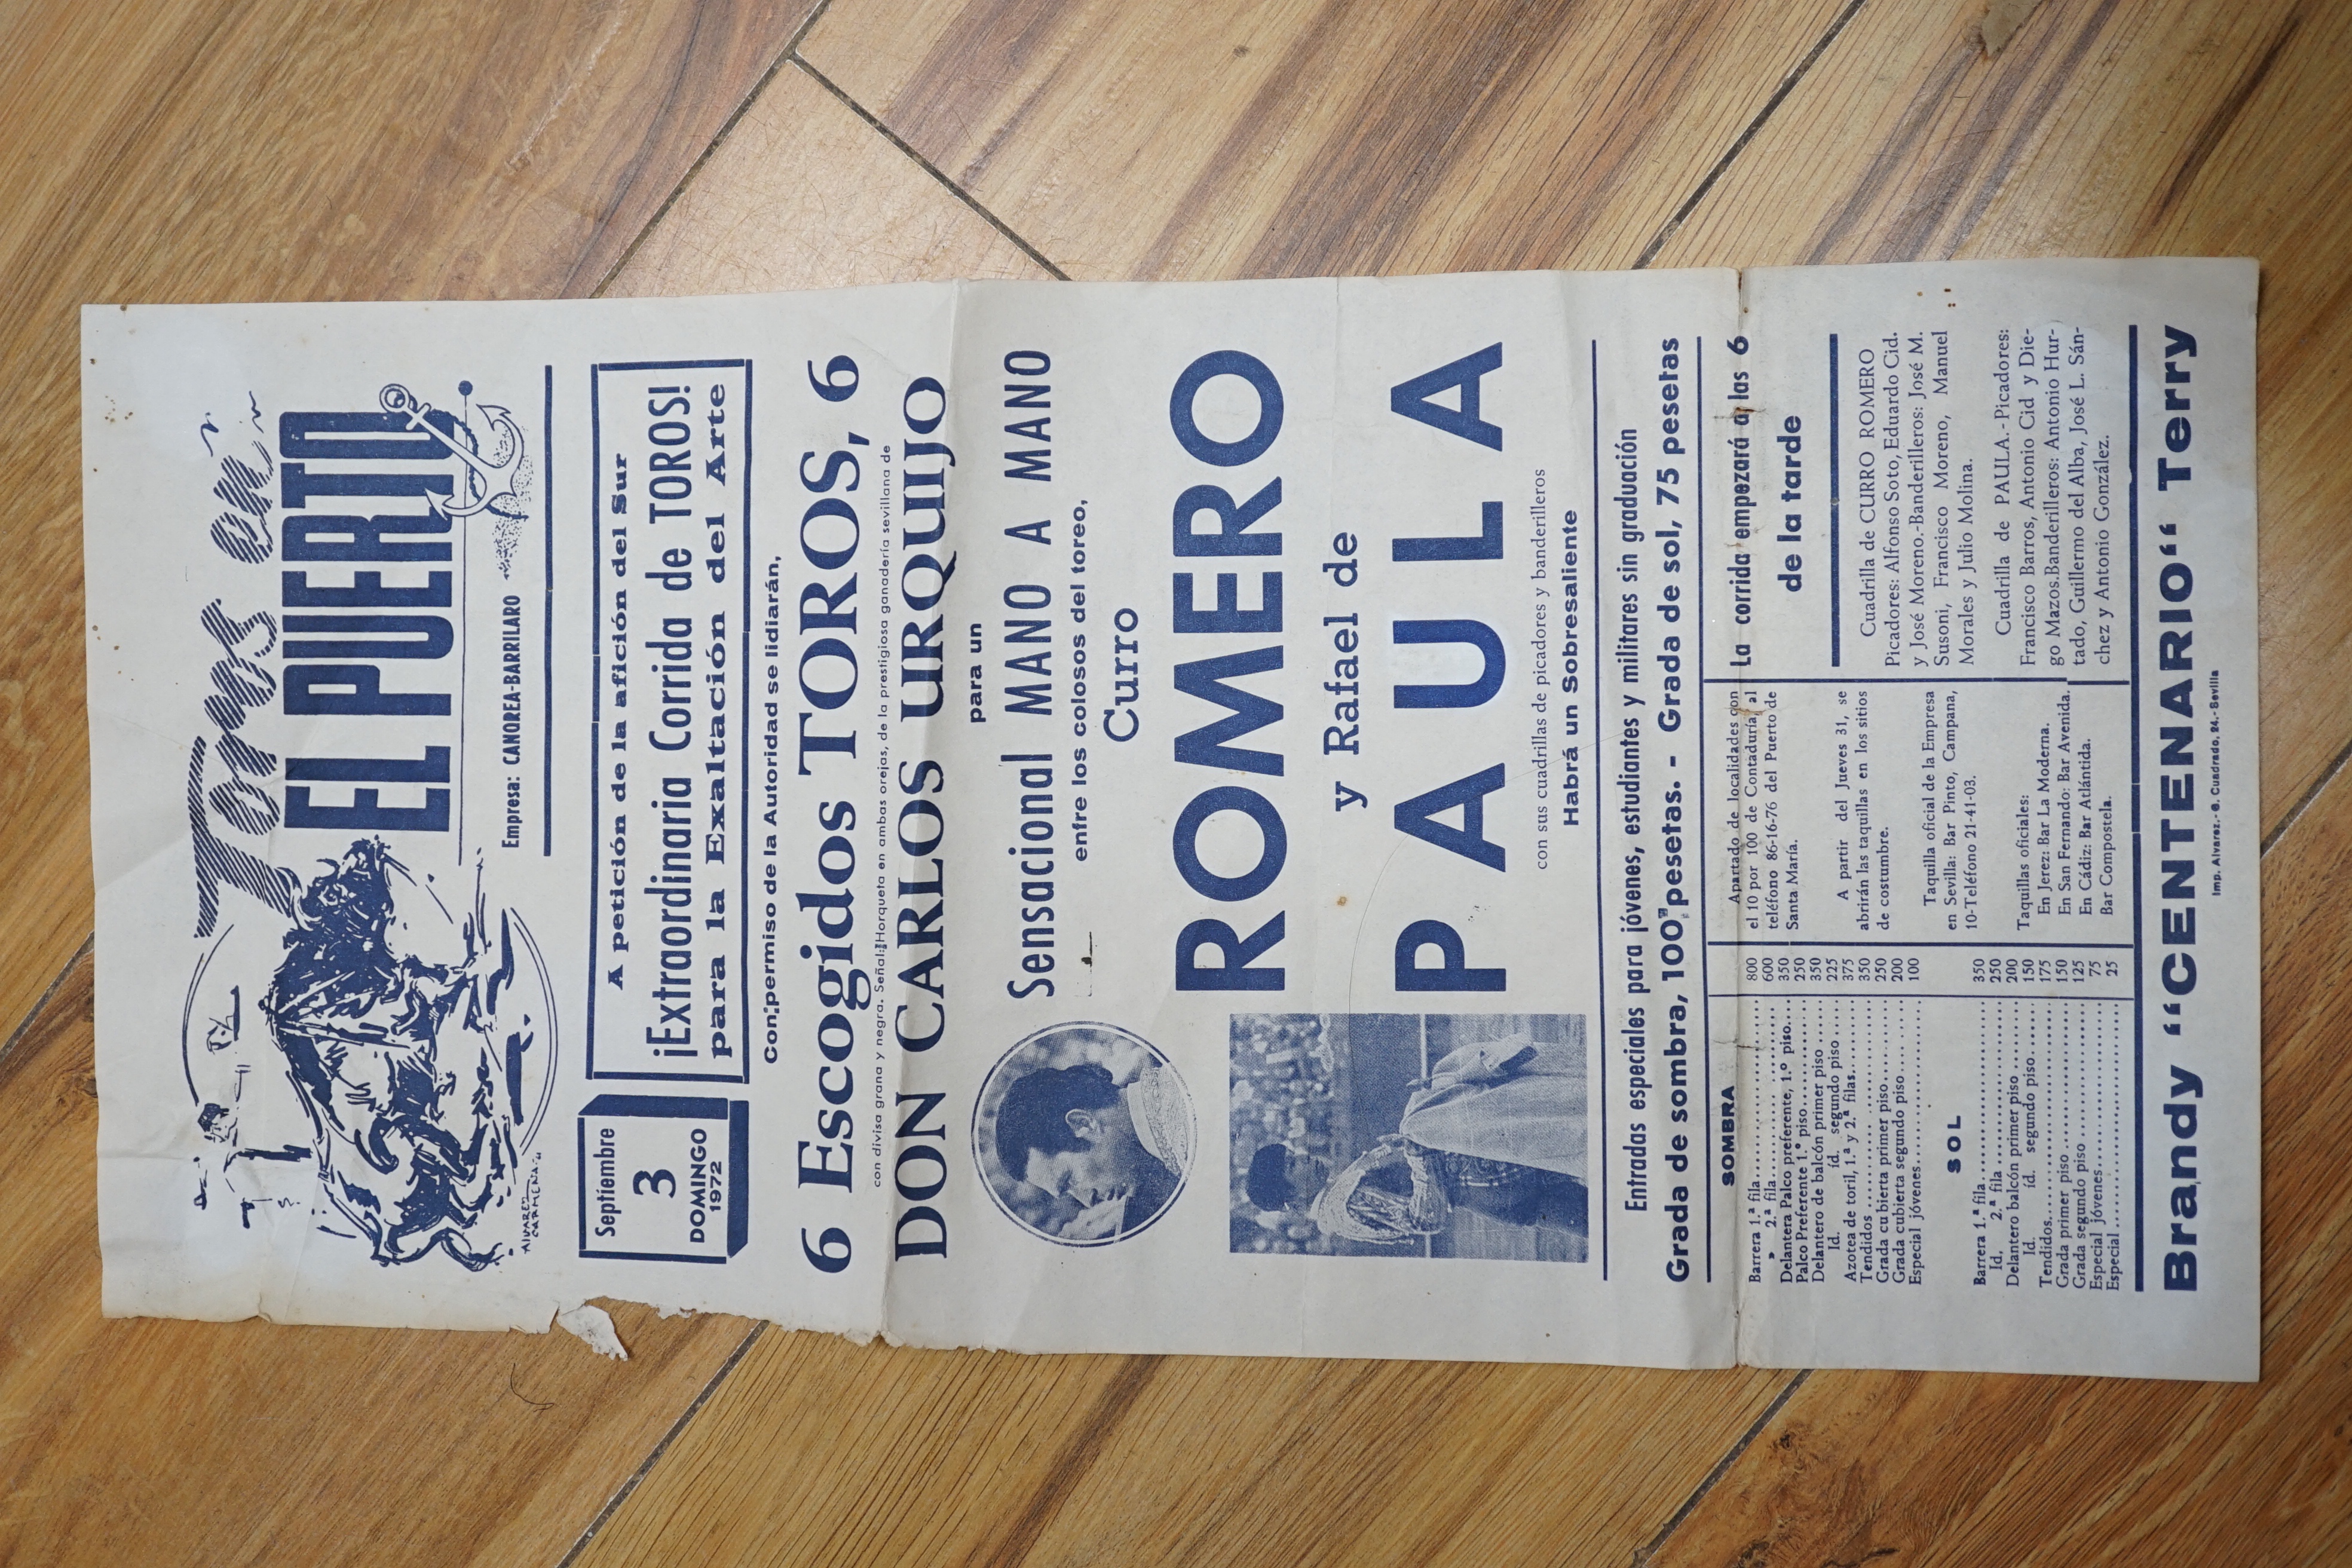 Toros en
EL PUERTO
ALVAREZ
CARMENA
Empresa: CANOREA-BARRILARO
Septiembre
3
DOMINGO
1972
A petición de la afición del Sur
¡Extraordinaria Corrida de TOROS!
para la Exaltación del Arte
Con permiso de la Autoridad se lidiarán,
6 Escogidos TOROS, 6
con divisa grana y negra. Señal: Horqueta en ambas orejas, de la prestigiosa ganadería sevillana de
DON CARLOS URQUIJO
para un
Sensacional MANO A MANO
entre los colosos del toreo,
Curro
ROMERO
y Rafael de
PAULA
con sus cuadrillas de picadores y banderilleros
Habrá un Sobresaliente
Entradas especiales para jóvenes, estudiantes y militares sin graduación
Grada de sombra, 100 pesetas. - Grada de sol, 75 pesetas
SOMBRA
Barrera 1.ª fila 800
» 2.ª fila 600
Delantera Palco preferente, 1.º piso 350
Palco Preferente 1.º piso 250
Delantero de balcón primer piso 350
Id. id. segundo piso 225
Azotea de toril, 1.ª y 2.ª filas 375
Tendidos 350
Grada cubierta primer piso 250
Grada cubierta segundo piso 200
Especial jóvenes 100
SOL
Barrera 1.ª fila 350
Id. 2.ª fila 250
Delantero balcón primer piso 200
Id. id. segundo piso 150
Tendidos 175
Grada primer piso 150
Grada segundo piso 125
Especial jóvenes 75
Especial 25
Apartado de localidades con
el 10 por 100 de Contaduría, al
teléfono 86-16-76 del Puerto de
Santa María.
A partir del Jueves 31, se
abrirán las taquillas en los sitios
de costumbre.
Taquilla oficial de la Empresa
en Sevilla: Bar Pinto, Campana,
10-Teléfono 21-41-03.
Taquillas oficiales:
En Jerez: Bar La Moderna.
En San Fernando: Bar Avenida.
En Cádiz: Bar Atlántida.
Bar Compostela.
La corrida empezará a las 6
de la tarde
Cuadrilla de CURRO ROMERO
Picadores: Alfonso Soto, Eduardo Cid.
y José Moreno.-Banderilleros: José M.
Susoni, Francisco Moreno, Manuel
Morales y Julio Molina.
Cuadrilla de PAULA.-Picadores:
Francisco Barros, Antonio Cid y Die-
go Mazos.Banderilleros: Antonio Hur-
tado, Guillermo del Alba, José L. Sán-
chez y Antonio González.
Brandy "CENTENARIO" Terry
Imp. Alvarez.-G. Cuadrado, 24.-Sevilla